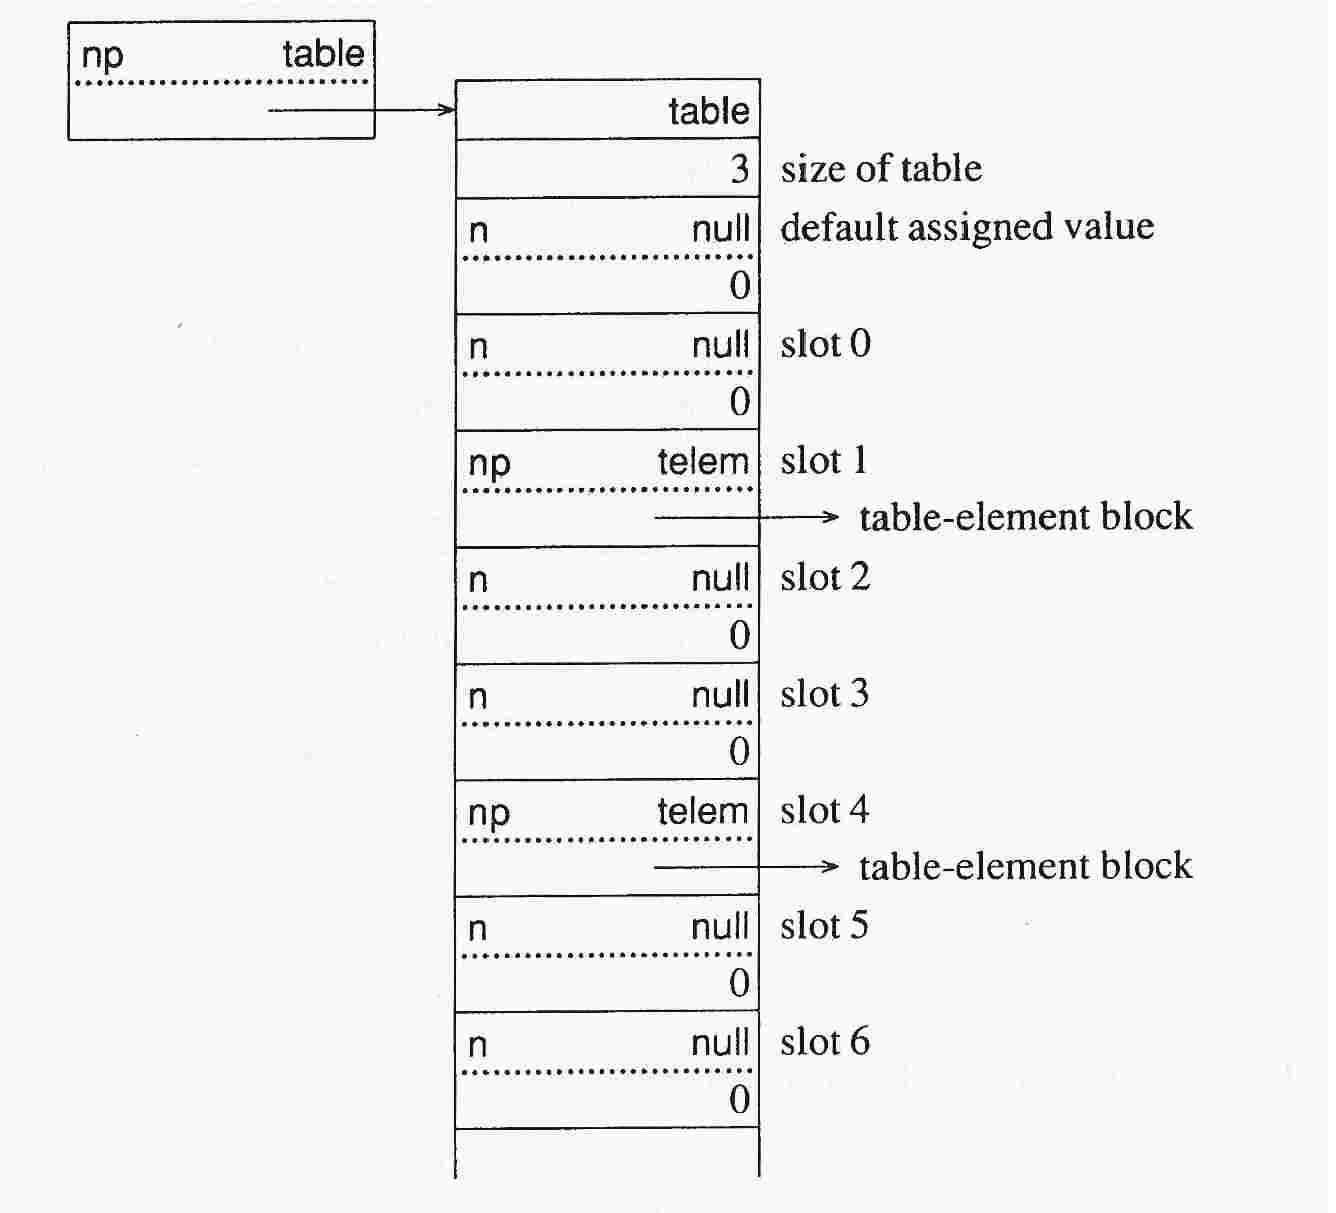 np table
table
3 size of table
n null default assigned value
0
n null slot 0
0
np telem slot 1
table-element block
n null slot 2
0
n null slot 3
0
np telem slot 4
table-element block
n null slot 5
0
n null slot 6
0